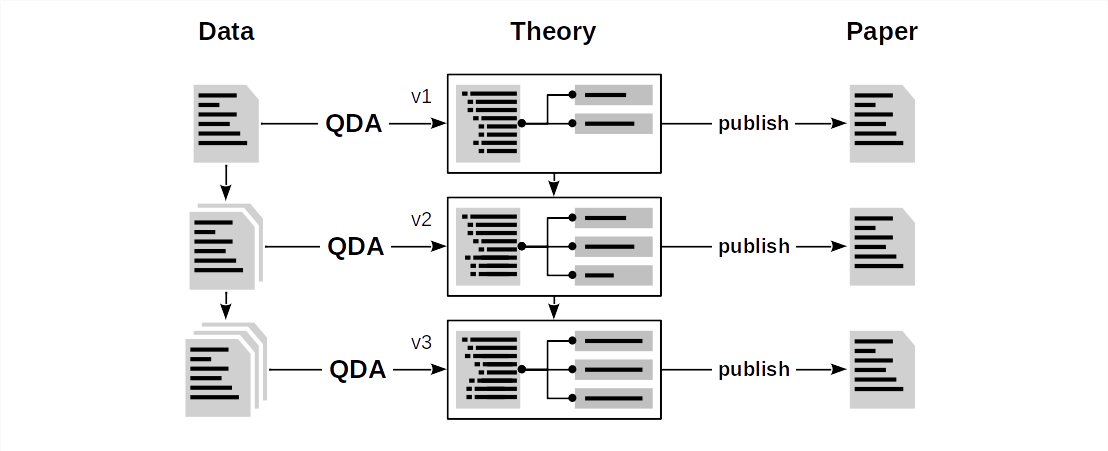 Data Theory Paper
v1
QDA publish
v2
QDA publish
v3
QDA publish